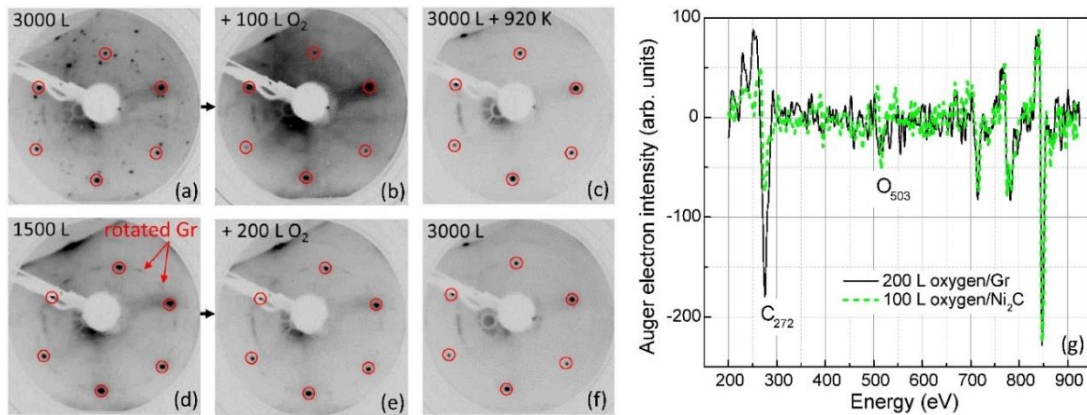 3000 L
+ 100L O₂
3000 L + 920 K
(a)
(b)
(c)
1500 L
rotated Gr
+ 200 L O₂
3000 L
(d)
(e)
(f)
Auger electron intensity (arb. units)
100
0
-100
-200
O₅₀₃
C₂₇₂
200 L oxygen/Gr
100 L oxygen/Ni₂C
(g)
200 300 400 500 600 700 800 900
Energy (eV)